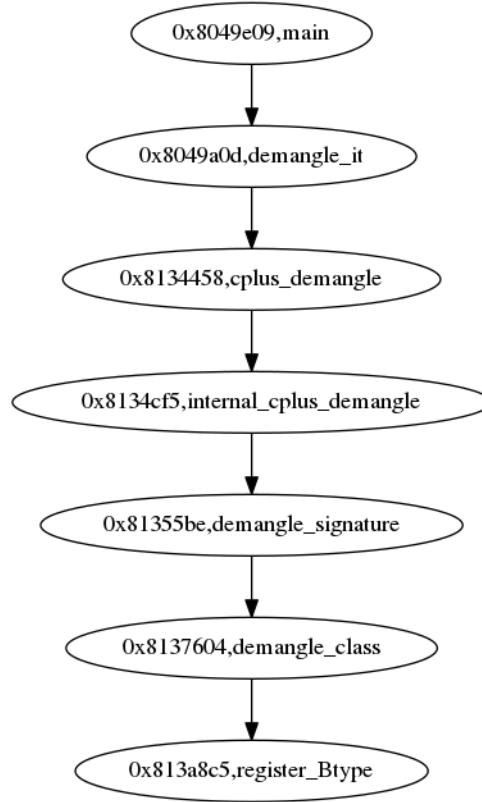 0x8049e09,main
0x8049a0d,demangle_it
0x8134458,cplus_demangle
0x8134cf5,internal_cplus_demangle
0x81355be,demangle_signature
0x8137604,demangle_class
0x813a8c5,register_Btype